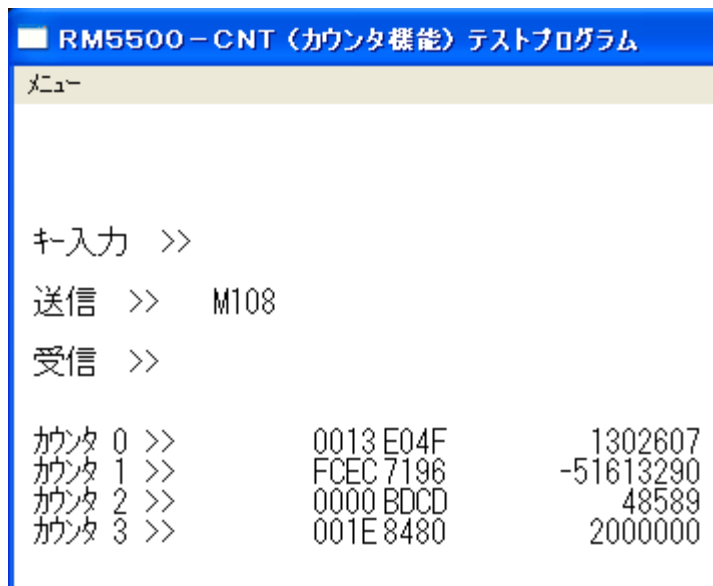 RM5500－CNT（カウンタ機能）テストプログラム
ﾒﾆｭｰ
ｷｰ入力 >>
送信 >> M108
受信 >>
ｶｳﾝﾀ 0 >> 0013 E04F 1302607
ｶｳﾝﾀ 1 >> FCEC 7196 -51613290
ｶｳﾝﾀ 2 >> 0000 BDCD 48589
ｶｳﾝﾀ 3 >> 001E 8480 2000000